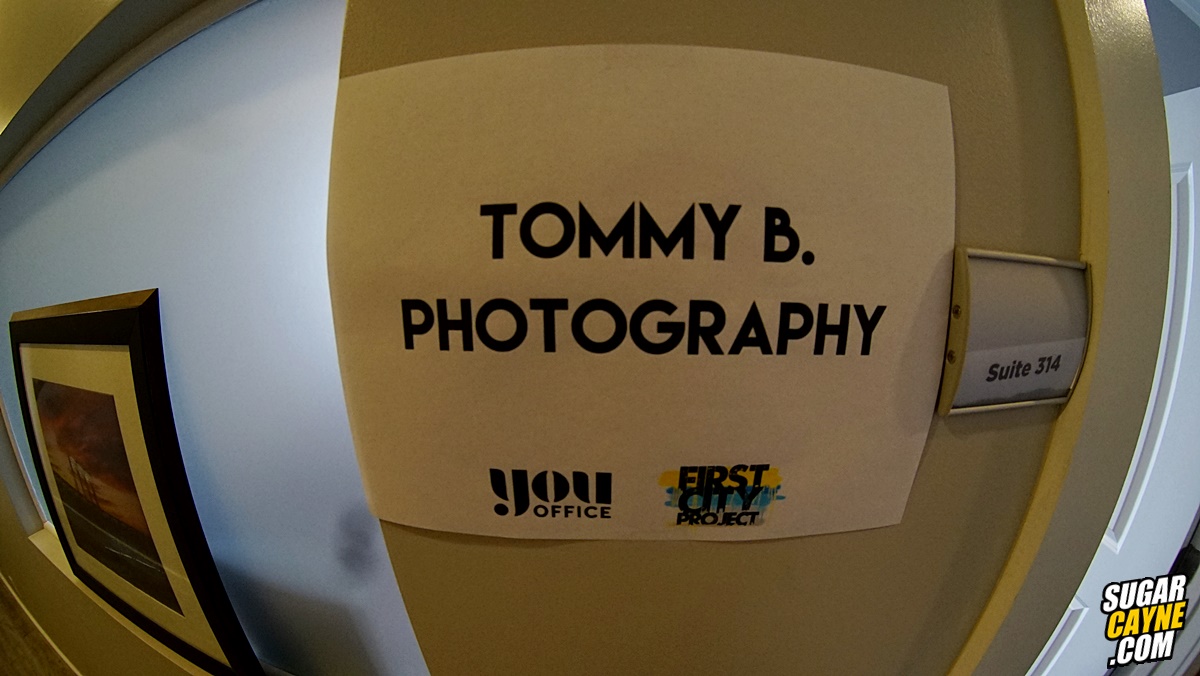 TOMMY B.
PHOTOGRAPHY
you
OFFICE
FIRST
CITY
PROJECT
Suite 314
SUGAR
CAYNE
.COM